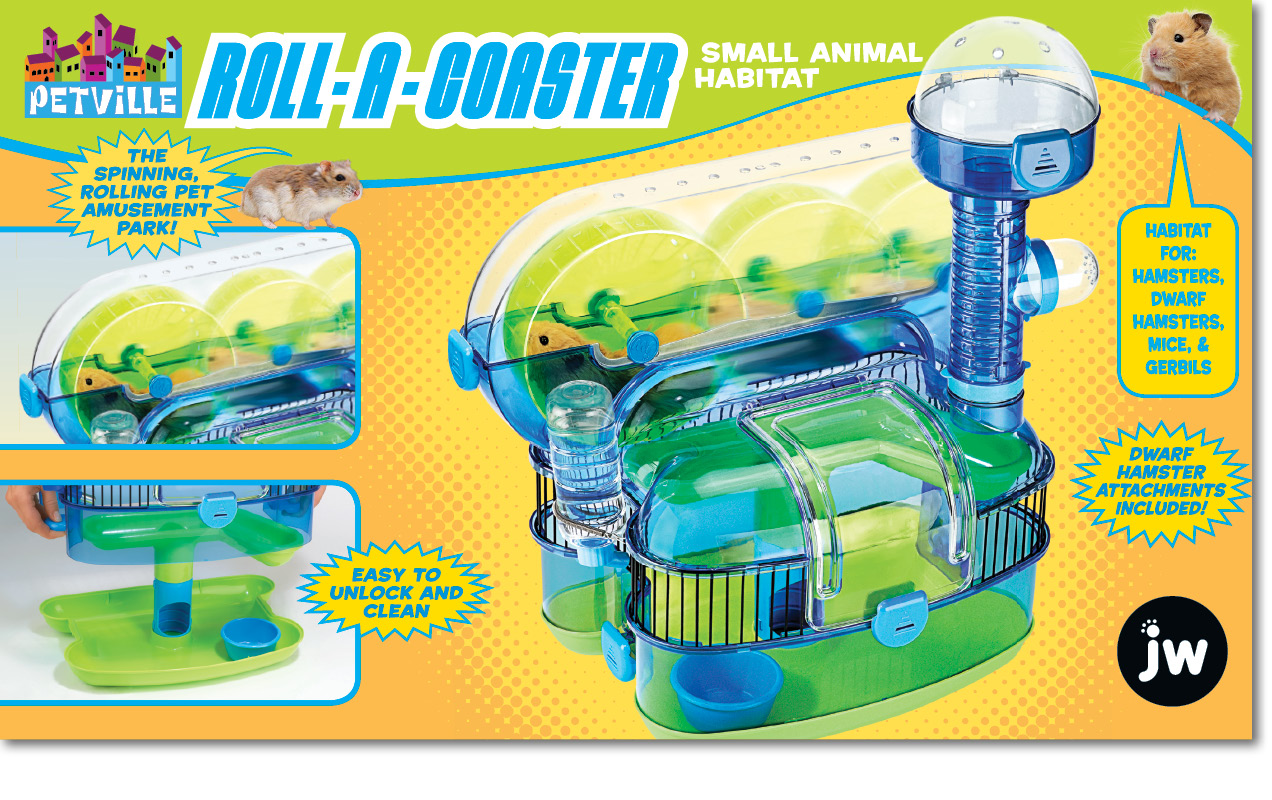 PETVILLE
ROLL-A-COASTER
SMALL ANIMAL
HABITAT
THE
SPINNING,
ROLLING PET
AMUSEMENT
PARK!
HABITAT
FOR:
HAMSTERS,
DWARF
HAMSTERS,
MICE, &
GERBILS
DWARF
HAMSTER
ATTACHMENTS
INCLUDED!
EASY TO
UNLOCK AND
CLEAN
jw